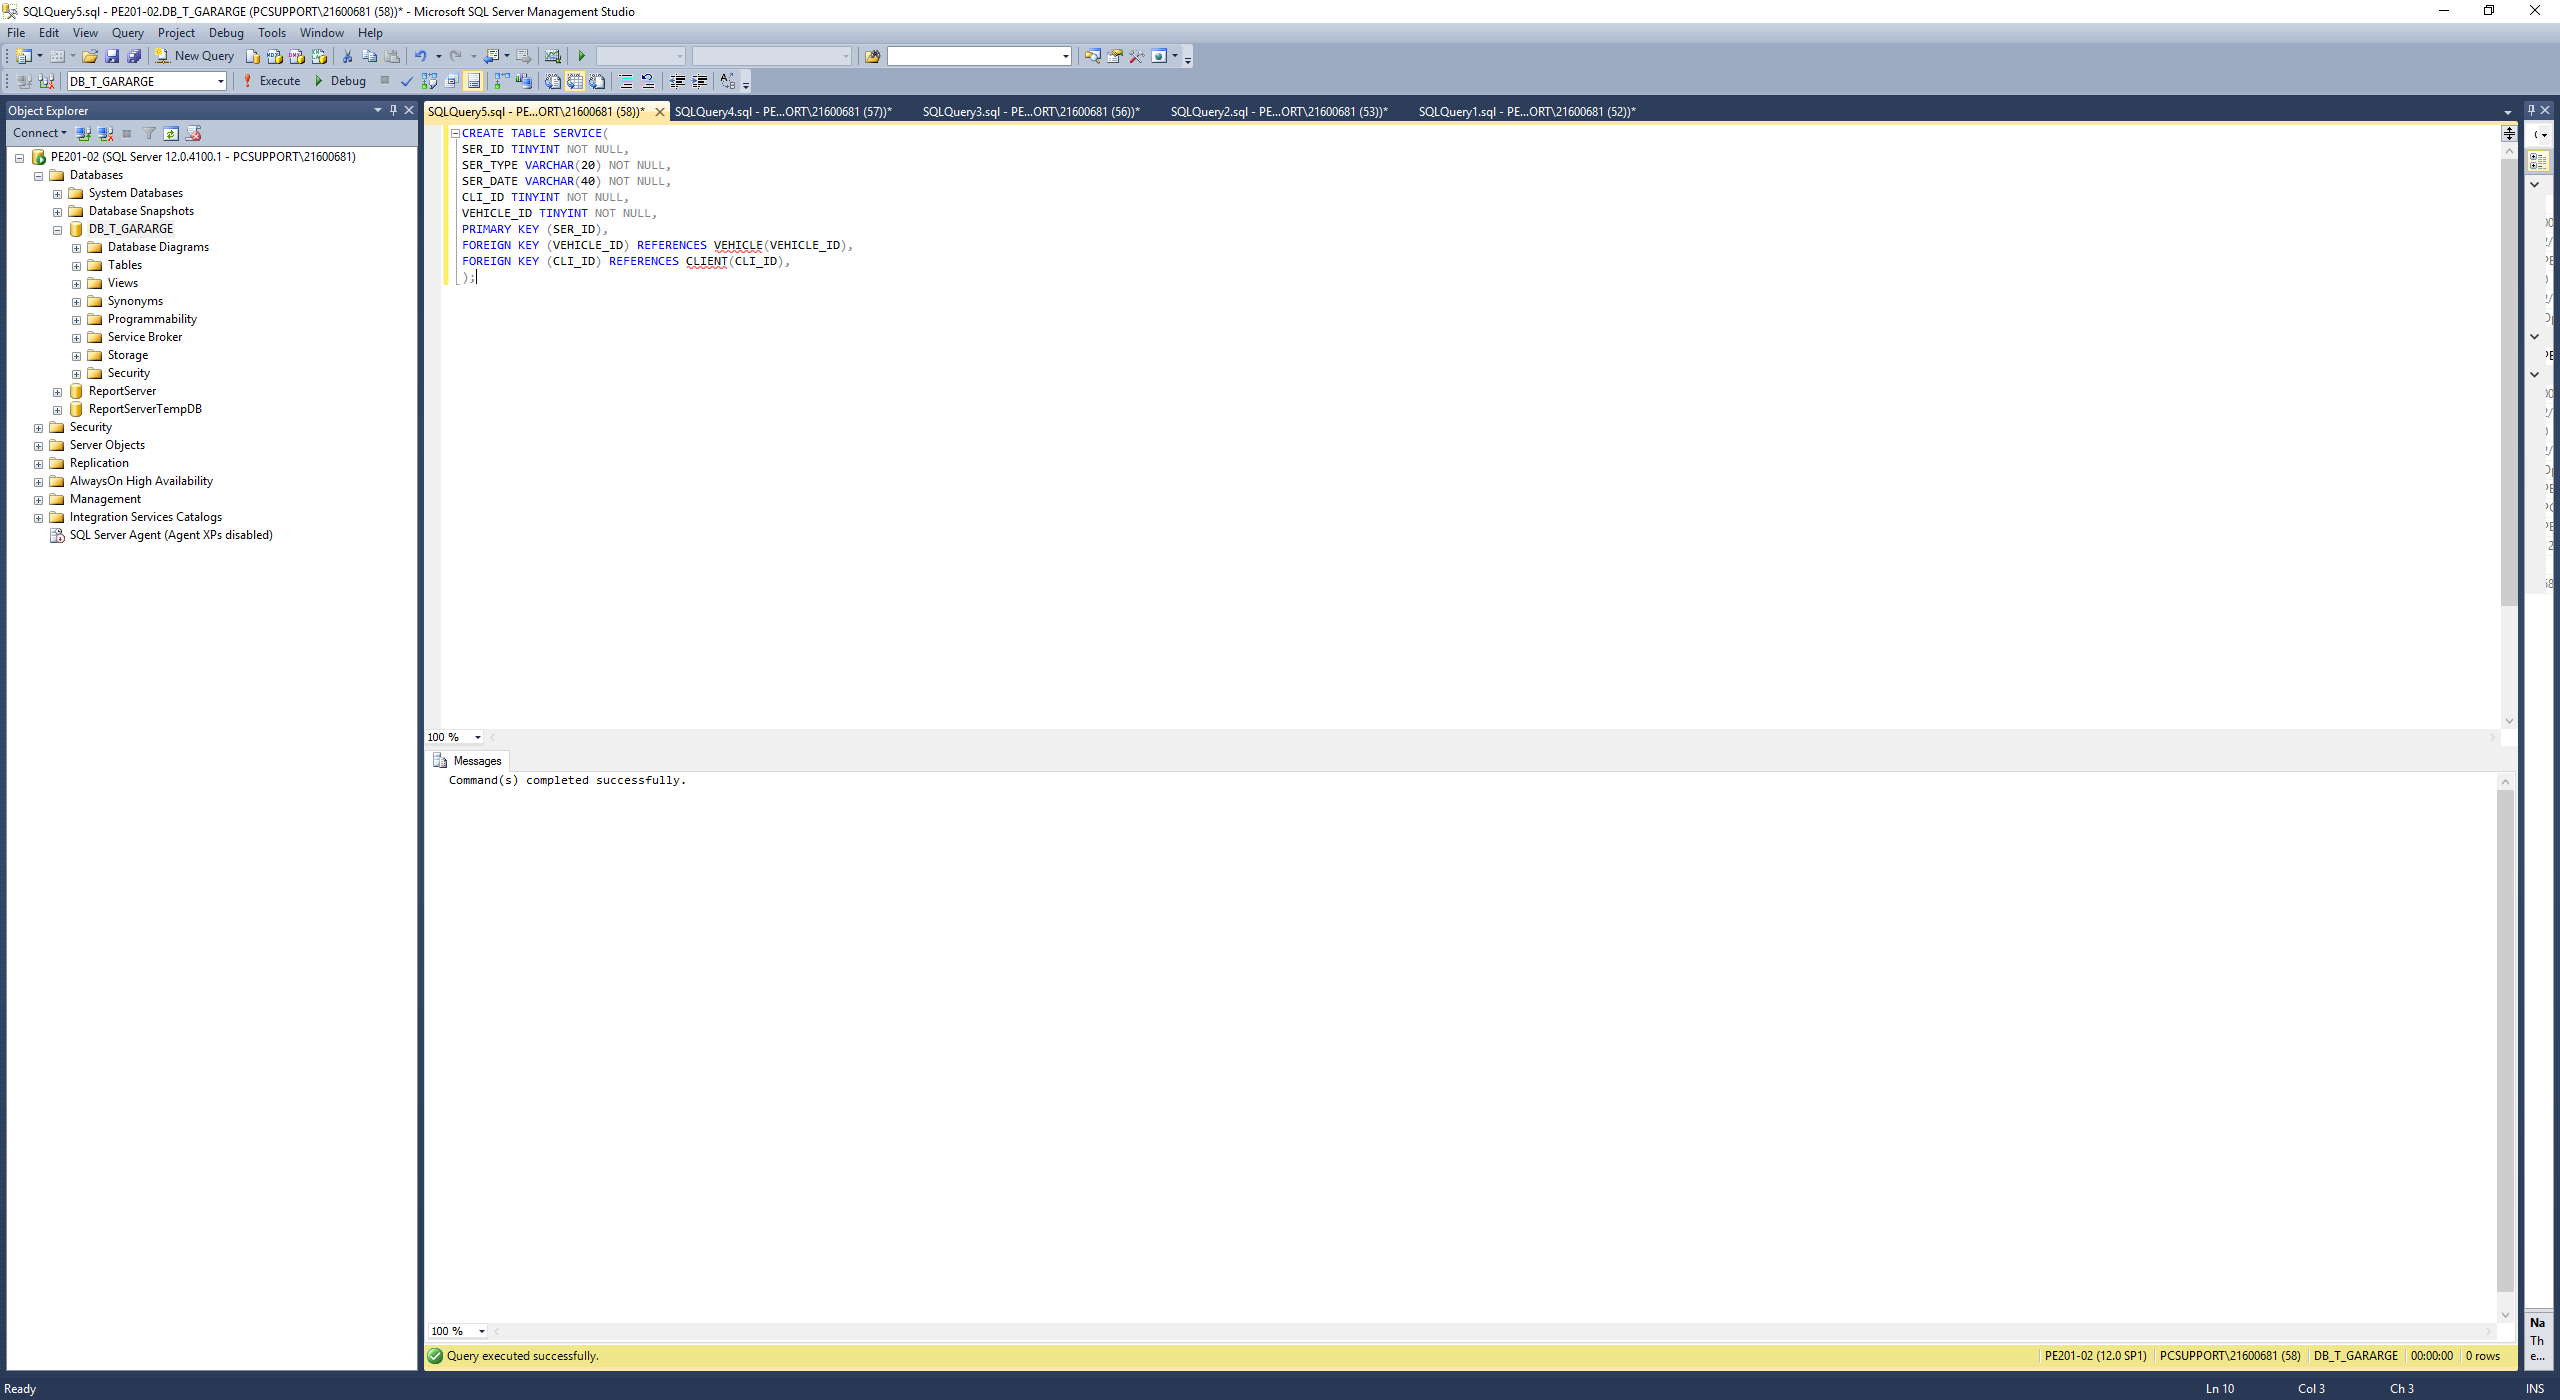 SQLQuery5.sql - PE201-02.DB_T_GARARGE (PCSUPPORT\21600681 (58))* - Microsoft SQL Server Management Studio
File Edit View Query Project Debug Tools Window Help
New Query
DB_T_GARARGE Execute Debug
Object Explorer
Connect
PE201-02 (SQL Server 12.0.4100.1 - PCSUPPORT\21600681)
Databases
System Databases
Database Snapshots
DB_T_GARARGE
Database Diagrams
Tables
Views
Synonyms
Programmability
Service Broker
Storage
Security
ReportServer
ReportServerTempDB
Security
Server Objects
Replication
AlwaysOn High Availability
Management
Integration Services Catalogs
SQL Server Agent (Agent XPs disabled)
SQLQuery5.sql - PE...ORT\21600681 (58))* SQLQuery4.sql - PE...ORT\21600681 (57))* SQLQuery3.sql - PE...ORT\21600681 (56))* SQLQuery2.sql - PE...ORT\21600681 (53))* SQLQuery1.sql - PE...ORT\21600681 (52))*
CREATE TABLE SERVICE(
SER_ID TINYINT NOT NULL,
SER_TYPE VARCHAR(20) NOT NULL,
SER_DATE VARCHAR(40) NOT NULL,
CLI_ID TINYINT NOT NULL,
VEHICLE_ID TINYINT NOT NULL,
PRIMARY KEY (SER_ID),
FOREIGN KEY (VEHICLE_ID) REFERENCES VEHICLE(VEHICLE_ID),
FOREIGN KEY (CLI_ID) REFERENCES CLIENT(CLI_ID),
);
100 %
Messages
Command(s) completed successfully.
100 %
Query executed successfully. PE201-02 (12.0 SP1) PCSUPPORT\21600681 (58) DB_T_GARARGE 00:00:00 0 rows
Na
Th
e...
Ready Ln 10 Col 3 Ch 3 INS